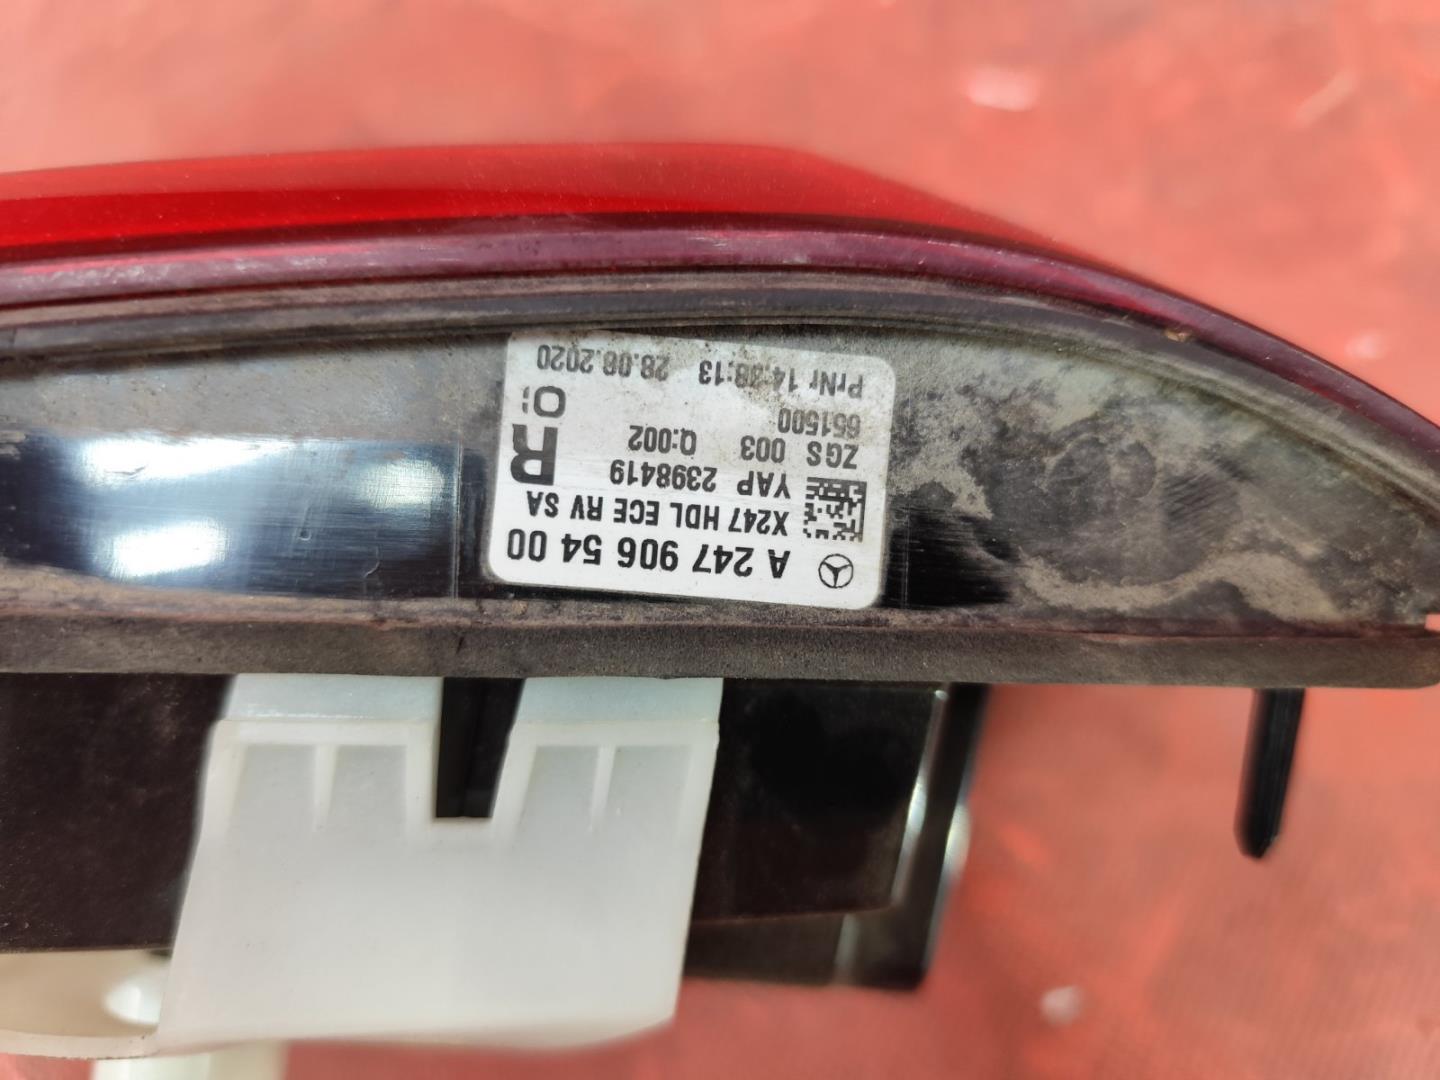 A 247 906 54 00
X247 HDL ECE RV SA
YAP 2398419
ZGS 003 Q:002
651500
PrNr 14:38:13 28.08.2020
R